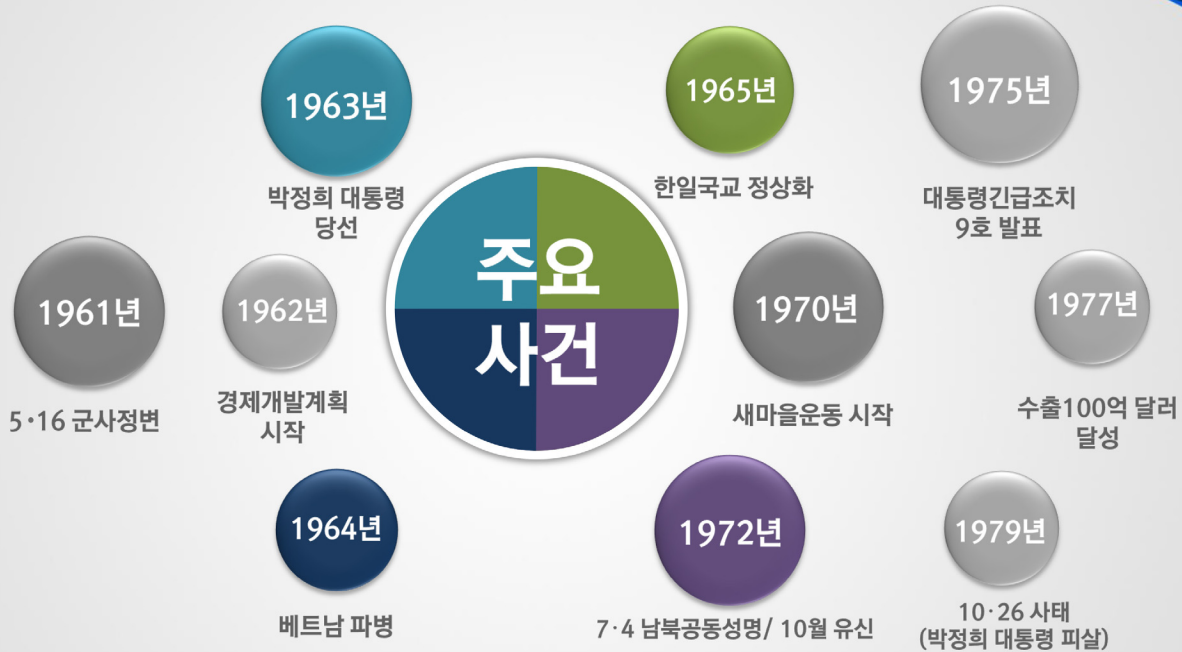 1963년
박정희 대통령
당선
1965년
한일국교 정상화
1975년
대통령긴급조치
9호 발표
주요
사건
1961년
5·16 군사정변
1962년
경제개발계획
시작
1970년
새마을운동 시작
1977년
수출100억 달러
달성
1964년
베트남 파병
1972년
7·4 남북공동성명/ 10월 유신
1979년
10·26 사태
(박정희 대통령 피살)